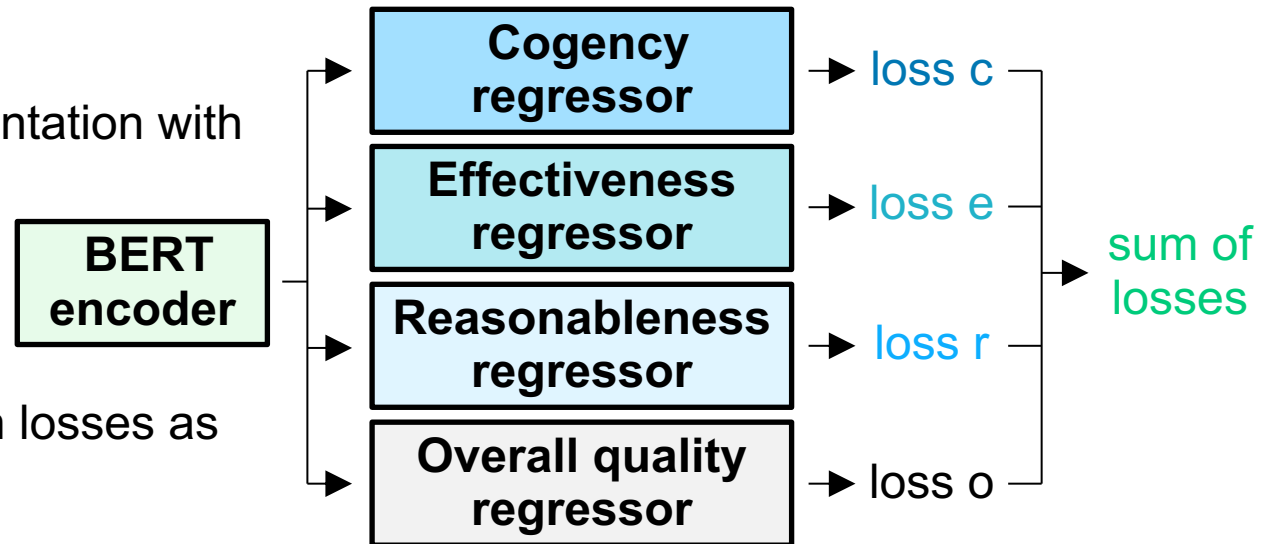 ntation with
losses as
BERT
encoder
Cogency
regressor
Effectiveness
regressor
Reasonableness
regressor
Overall quality
regressor
loss c
loss e
loss r
loss o
sum of
losses